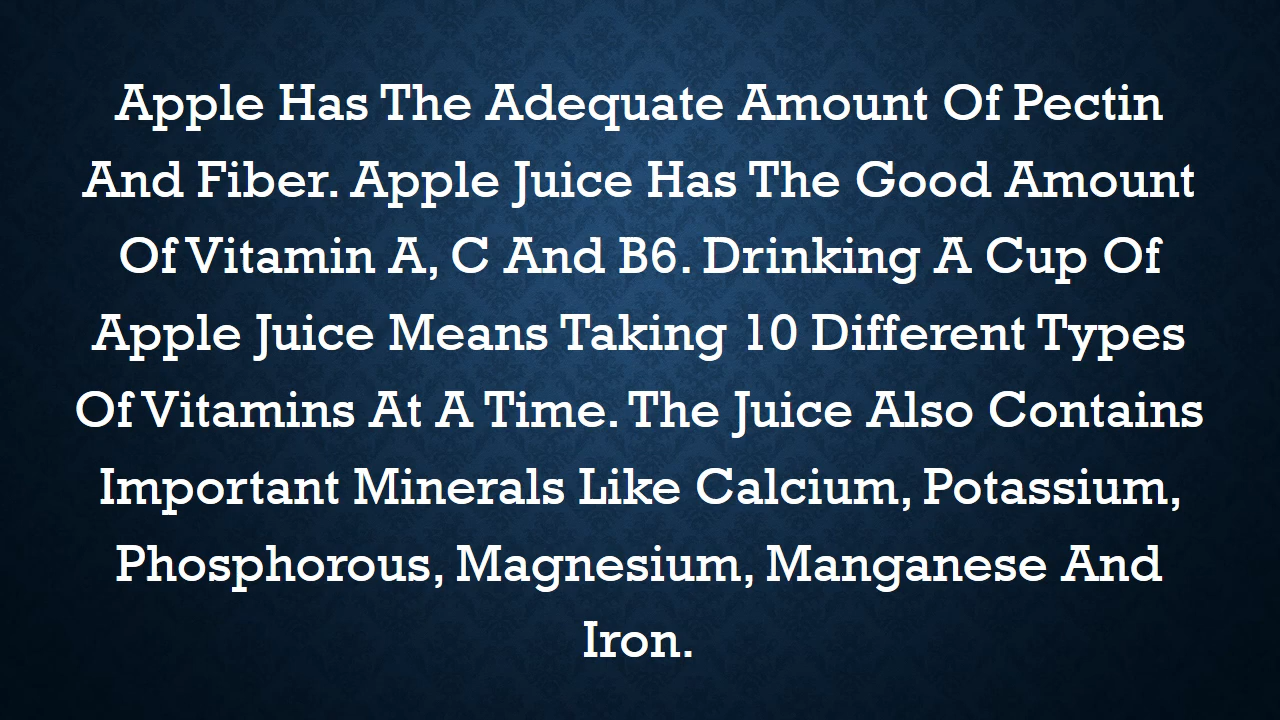 Apple Has The Adequate Amount Of Pectin
And Fiber. Apple Juice Has The Good Amount
Of Vitamin A, C And B6. Drinking A Cup Of
Apple Juice Means Taking 10 Different Types
Of Vitamins At A Time. The Juice Also Contains
Important Minerals Like Calcium, Potassium,
Phosphorous, Magnesium, Manganese And
Iron.